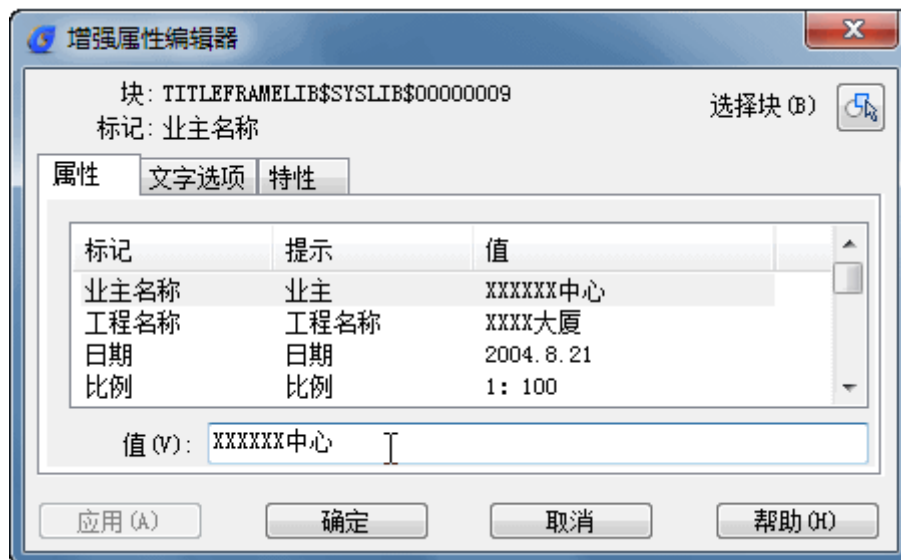 增强属性编辑器
块: TITLEFRAMELIB$SYSLIB$00000009
选择块(B)
标记: 业主名称
属性 文字选项 特性
标记 提示 值
业主名称 业主 XXXXXX中心
工程名称 工程名称 XXXX大厦
日期 日期 2004.8.21
比例 比例 1: 100
值(V): XXXXXX中心
应用(A) 确定 取消 帮助(H)